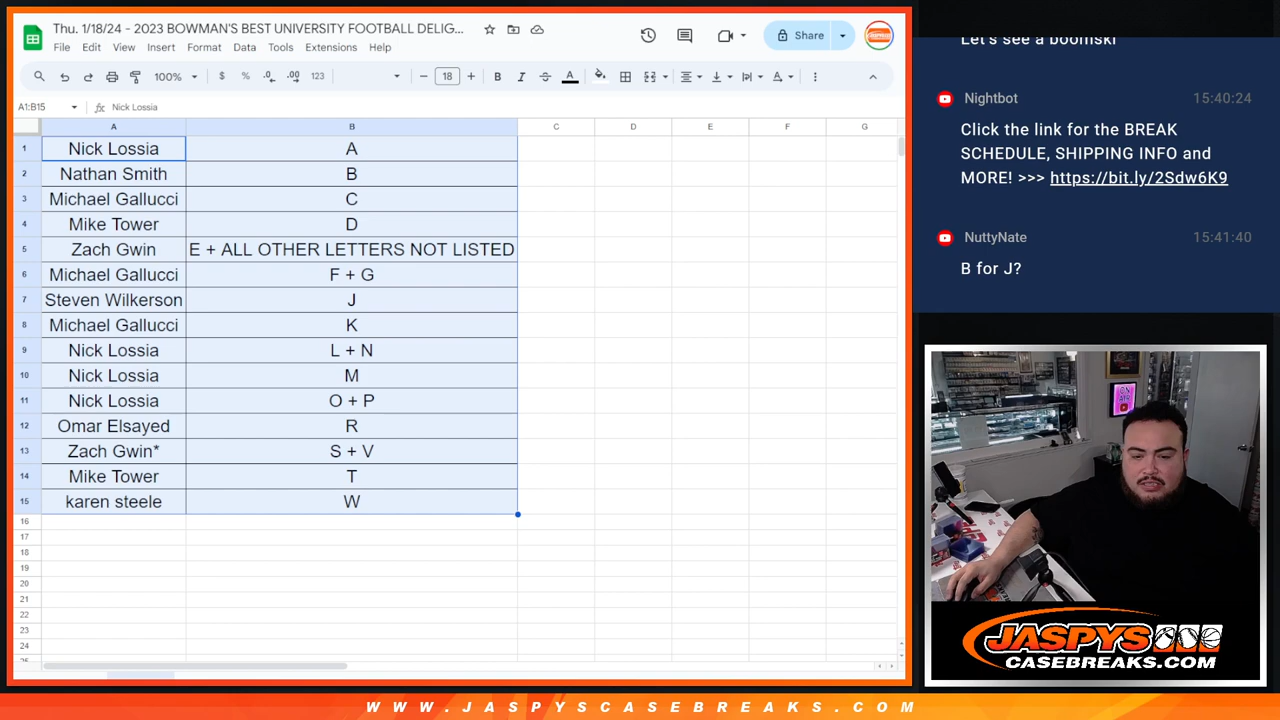 Thu. 1/18/24 - 2023 BOWMAN'S BEST UNIVERSITY FOOTBALL DELIG...
File Edit View Insert Format Data Tools Extensions Help
Share
100% $ % .0 .00 123 18 B I S A
A1:B15 fx Nick Lossia
A B C D E F G
1 Nick Lossia A
2 Nathan Smith B
3 Michael Gallucci C
4 Mike Tower D
5 Zach Gwin E + ALL OTHER LETTERS NOT LISTED
6 Michael Gallucci F + G
7 Steven Wilkerson J
8 Michael Gallucci K
9 Nick Lossia L + N
10 Nick Lossia M
11 Nick Lossia O + P
12 Omar Elsayed R
13 Zach Gwin* S + V
14 Mike Tower T
15 karen steele W
16
17
18
19
20
21
22
23
24
Let's see a boomski
Nightbot 15:40:24
Click the link for the BREAK
SCHEDULE, SHIPPING INFO and
MORE! >>> https://bit.ly/2Sdw6K9
NuttyNate 15:41:40
B for J?
ON
AIR
JASPYS
CASEBREAKS.COM
WWW.JASPYSCASEBREAKS.COM